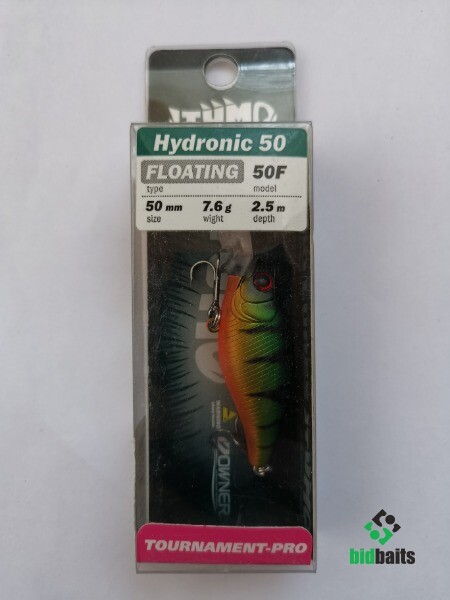 Hydronic 50
FLOATING 50F
type model
50 mm 7.6 g 2.5 m
size wight depth
OWNER
TOURNAMENT-PRO
bidbaits